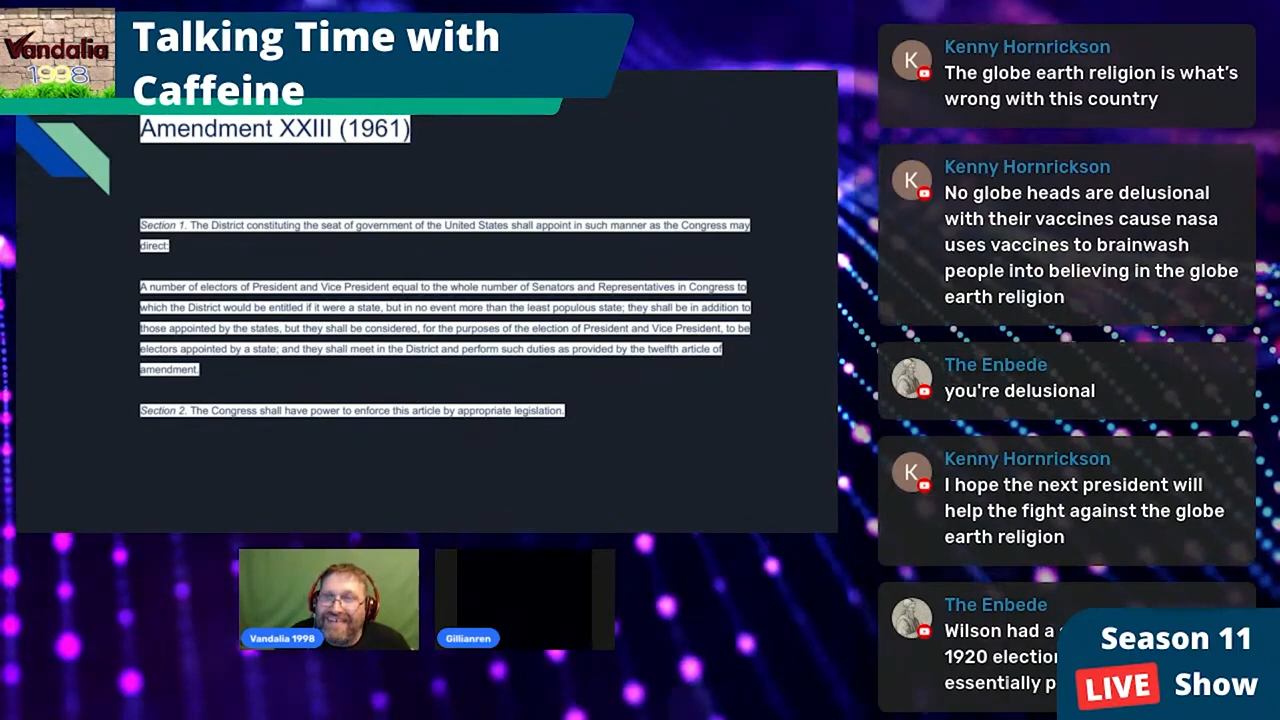 Vandalia
1998
Talking Time with
Caffeine
Amendment XXIII (1961)
Section 1. The District constituting the seat of government of the United States shall appoint in such manner as the Congress may
direct:
A number of electors of President and Vice President equal to the whole number of Senators and Representatives in Congress to
which the District would be entitled if it were a state, but in no event more than the least populous state; they shall be in addition to
those appointed by the states, but they shall be considered, for the purposes of the election of President and Vice President, to be
electors appointed by a state; and they shall meet in the District and perform such duties as provided by the twelfth article of
amendment.
Section 2. The Congress shall have power to enforce this article by appropriate legislation.
Vandalia 1998
Gillianren
K
Kenny Hornrickson
The globe earth religion is what's
wrong with this country
K
Kenny Hornrickson
No globe heads are delusional
with their vaccines cause nasa
uses vaccines to brainwash
people into believing in the globe
earth religion
The Enbede
you're delusional
K
Kenny Hornrickson
I hope the next president will
help the fight against the globe
earth religion
The Enbede
Wilson had a
1920 election
essentially p
Season 11
LIVE Show